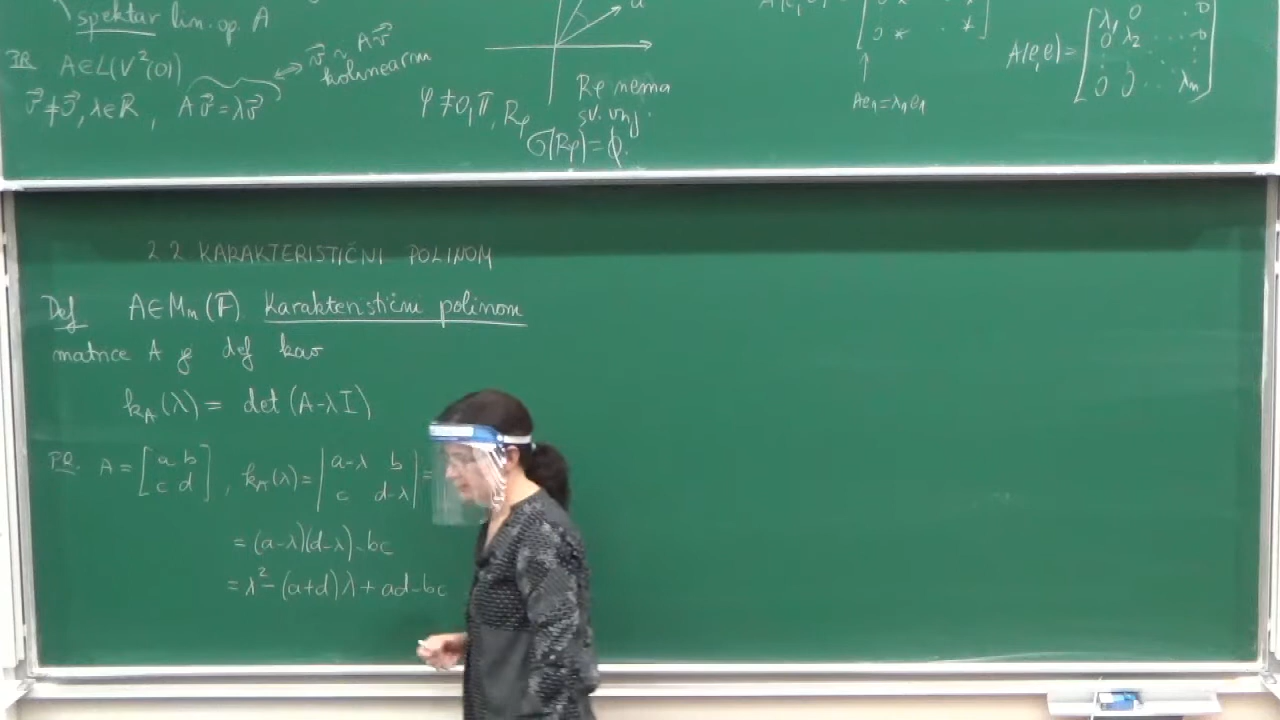 spektar lin. op. A
PR A∈L(V²(0))
v⃗ ≠ 0⃗, λ∈R, Av⃗ = λv⃗
v⃗ ~ Av⃗
kolinearni
φ ≠ 0, π, Rφ
Rφ nema
sv. vrij.
σ(Rφ) = ∅.
Ae₁ = λ₁e₁
A(e,e) = [λ₁ 0 ... 0
0 λ₂ ... 0
0 0 ... λₙ]
2.2 KARAKTERISTIČNI POLINOM
Def A∈Mₙ(F) Karakteristični polinom
matrice A je def kao
k_A(λ) = det(A-λI)
PR. A = [a b; c d], k_A(λ) = |a-λ b; c d-λ| =
= (a-λ)(d-λ)-bc
= λ² - (a+d)λ + ad-bc